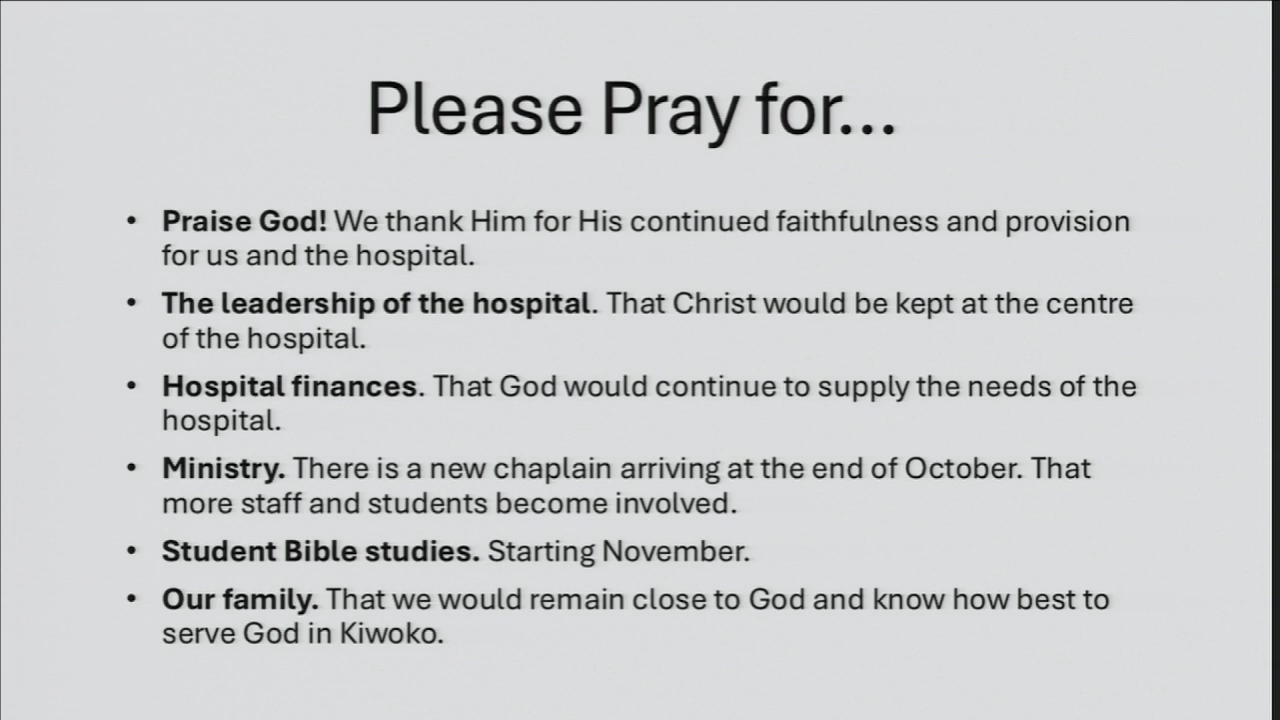 Please Pray for...
• Praise God! We thank Him for His continued faithfulness and provision
for us and the hospital.
• The leadership of the hospital. That Christ would be kept at the centre
of the hospital.
• Hospital finances. That God would continue to supply the needs of the
hospital.
• Ministry. There is a new chaplain arriving at the end of October. That
more staff and students become involved.
• Student Bible studies. Starting November.
• Our family. That we would remain close to God and know how best to
serve God in Kiwoko.